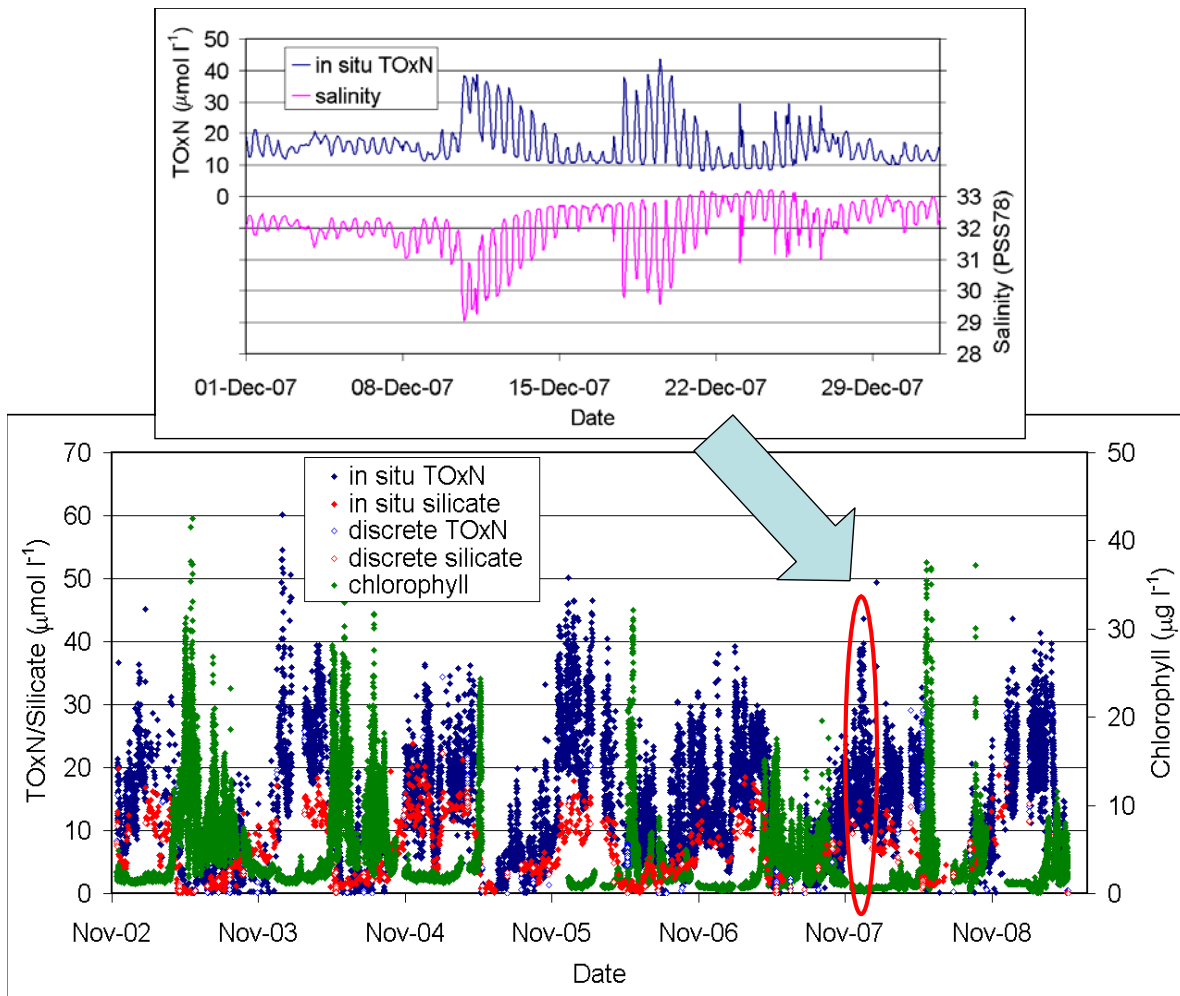 50
40
30
20
10
0
TOxN (µmol l-1)
in situ TOxN
salinity
33
32
31
30
29
28
Salinity (PSS78)
01-Dec-07 08-Dec-07 15-Dec-07 22-Dec-07 29-Dec-07
Date
70
60
50
40
30
20
10
0
TOxN/Silicate (µmol l-1)
in situ TOxN
in situ silicate
discrete TOxN
discrete silicate
chlorophyll
50
40
30
20
10
0
Chlorophyll (µg l-1)
Nov-02 Nov-03 Nov-04 Nov-05 Nov-06 Nov-07 Nov-08
Date